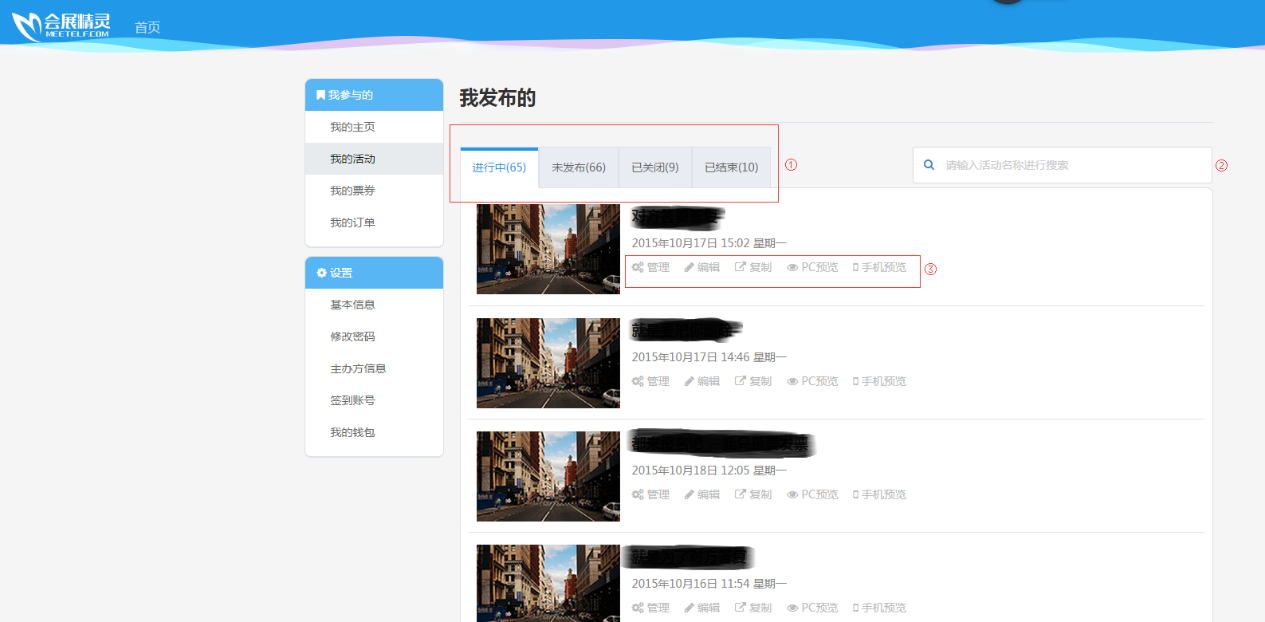 会展精灵
MEETELF.COM
首页
我参与的
我的主页
我的活动
我的票券
我的订单
设置
基本信息
修改密码
主办方信息
签到账号
我的钱包
我发布的
进行中(65) 未发布(66) 已关闭(9) 已结束(10) ①
请输入活动名称进行搜索 ②
2015年10月17日 15:02 星期一
管理 编辑 复制 PC预览 手机预览 ③
2015年10月17日 14:46 星期一
管理 编辑 复制 PC预览 手机预览
2015年10月18日 12:05 星期一
管理 编辑 复制 PC预览 手机预览
2015年10月16日 11:54 星期一
管理 编辑 复制 PC预览 手机预览